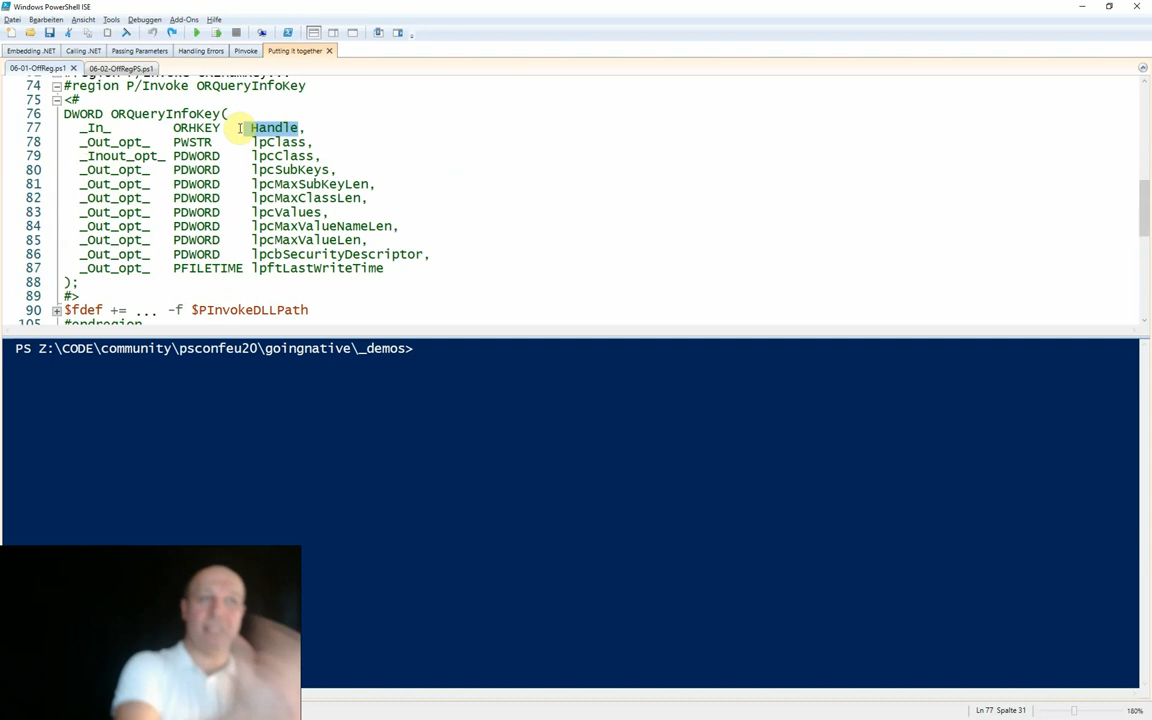 Windows PowerShell ISE
Datei Bearbeiten Ansicht Tools Debuggen Add-Ons Hilfe
Embedding .NET Calling .NET Passing Parameters Handling Errors PInvoke Putting it together
06-01-OffReg.ps1 06-02-OffRegPS.ps1
74 #region P/Invoke ORQueryInfoKey
75 <#
76 DWORD ORQueryInfoKey(
77 _In_ ORHKEY Handle,
78 _Out_opt_ PWSTR lpClass,
79 _Inout_opt_ PDWORD lpcClass,
80 _Out_opt_ PDWORD lpcSubKeys,
81 _Out_opt_ PDWORD lpcMaxSubKeyLen,
82 _Out_opt_ PDWORD lpcMaxClassLen,
83 _Out_opt_ PDWORD lpcValues,
84 _Out_opt_ PDWORD lpcMaxValueNameLen,
85 _Out_opt_ PDWORD lpcMaxValueLen,
86 _Out_opt_ PDWORD lpcbSecurityDescriptor,
87 _Out_opt_ PFILETIME lpftLastWriteTime
88 );
89 #>
90 $fdef += ... -f $PInvokeDLLPath
105 #endregion
PS Z:\CODE\community\psconfeu20\goingnative\_demos>
Ln 77 Spalte 31 180%